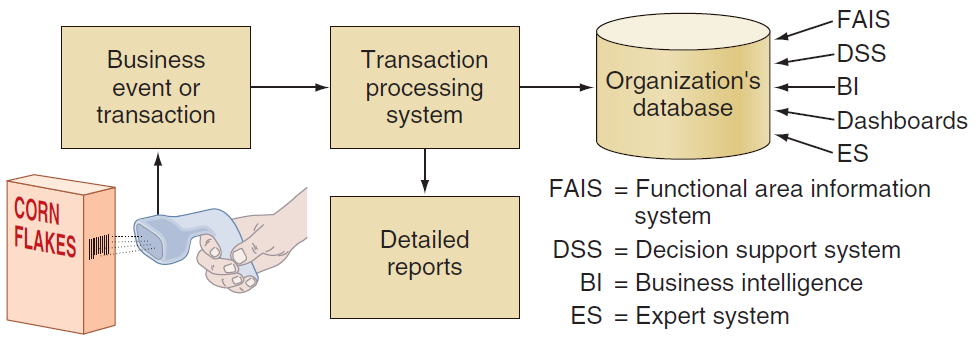 Business
event or
transaction
Transaction
processing
system
Organization's
database
FAIS
DSS
BI
Dashboards
ES
CORN
FLAKES
Detailed
reports
FAIS = Functional area information
system
DSS = Decision support system
BI = Business intelligence
ES = Expert system